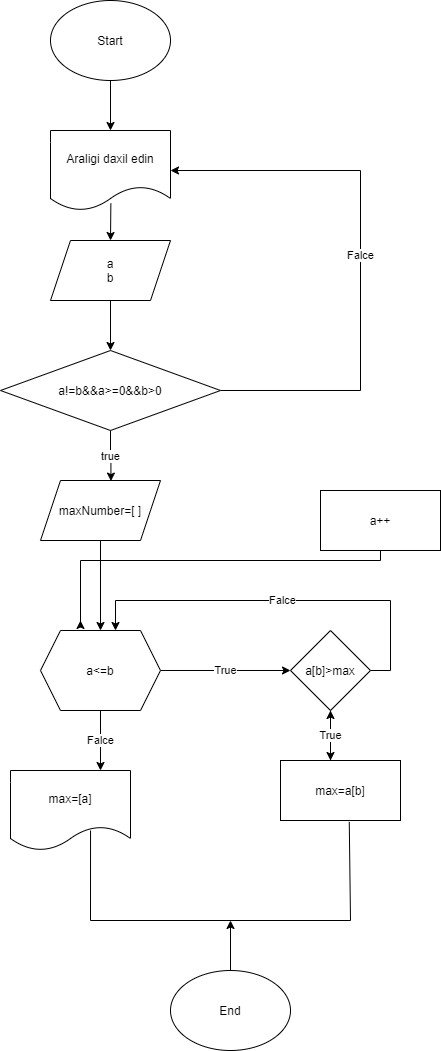 Start
Araligi daxil edin
a
b
Falce
a!=b&&a>=0&&b>0
true
maxNumber=[ ]
a++
Falce
a<=b
True
a[b]>max
Falce
True
max=[a]
max=a[b]
End